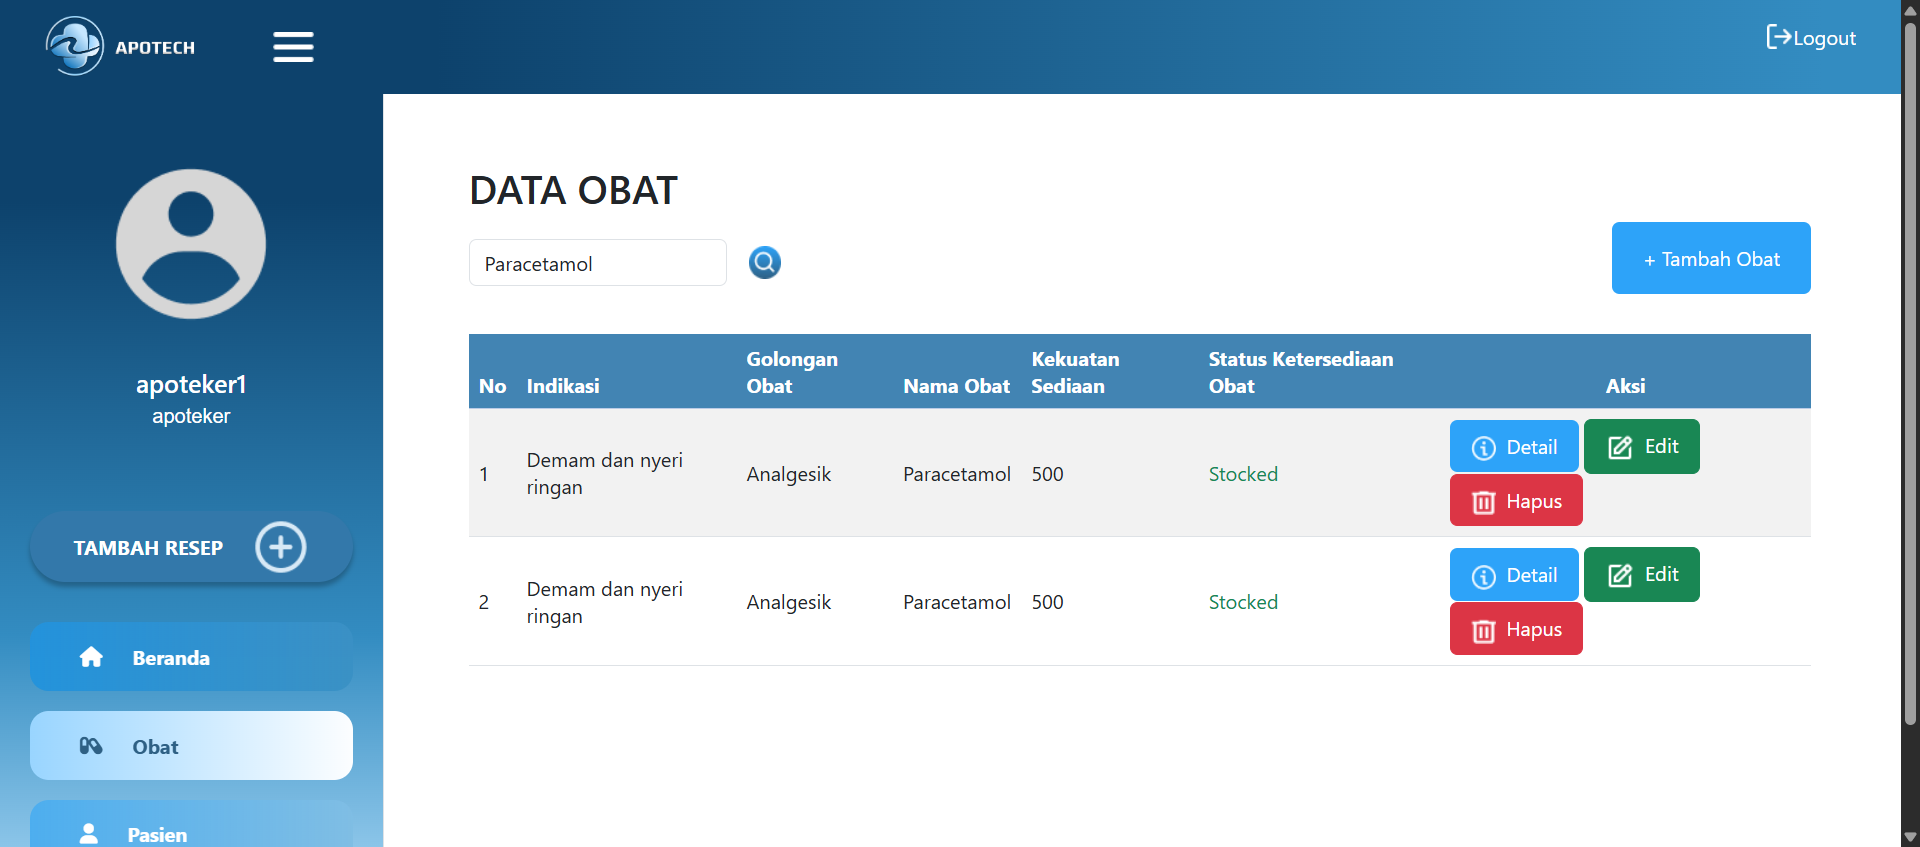 APOTECH
Logout
apoteker1
apoteker
TAMBAH RESEP
Beranda
Obat
Pasien
DATA OBAT
Paracetamol
+ Tambah Obat
No Indikasi Golongan Obat Nama Obat Kekuatan Sediaan Status Ketersediaan Obat Aksi
1 Demam dan nyeri ringan Analgesik Paracetamol 500 Stocked Detail Edit
Hapus
2 Demam dan nyeri ringan Analgesik Paracetamol 500 Stocked Detail Edit
Hapus